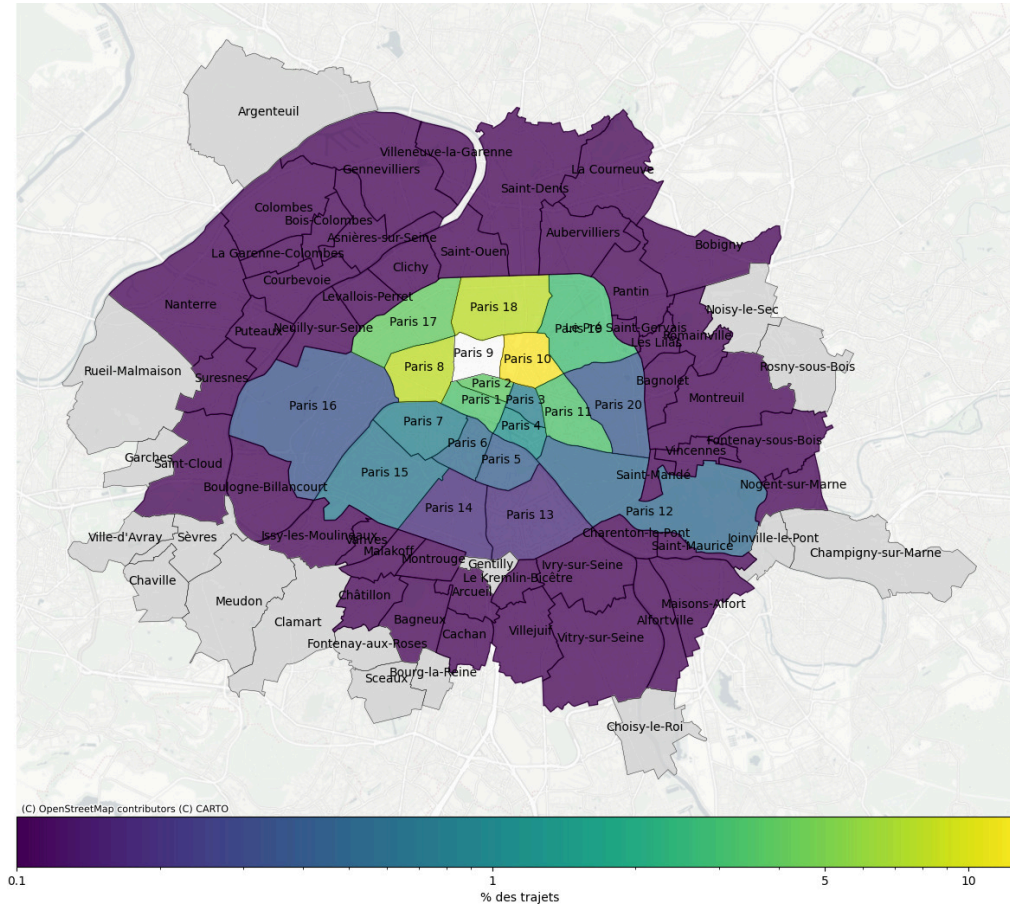 Argenteuil
Villeneuve-la-Garenne
Gennevilliers
La Courneuve
Saint-Denis
Colombes
Bois-Colombes
Asnières-sur-Seine
Aubervilliers
Bobigny
La Garenne-Colombes
Saint-Ouen
Clichy
Courbevoie
Pantin
Levallois-Perret
Nanterre
Noisy-le-Sec
Paris 18
Paris 17
Puteaux
Neuilly-sur-Seine
Le Pré Saint-Gervais
Romainville
Les Lilas
Paris 9
Paris 10
Paris 8
Rueil-Malmaison
Rosny-sous-Bois
Suresnes
Bagnolet
Paris 2
Montreuil
Paris 1
Paris 3
Paris 16
Paris 11
Paris 20
Paris 7
Paris 4
Paris 6
Fontenay-sous-Bois
Vincennes
Garches
Saint-Cloud
Paris 5
Paris 15
Saint-Mandé
Nogent-sur-Marne
Boulogne-Billancourt
Paris 14
Paris 13
Paris 12
Ville-d'Avray
Sèvres
Issy-les-Moulineaux
Vanves
Charenton-le-Pont
Joinville-le-Pont
Saint-Maurice
Malakoff
Champigny-sur-Marne
Montrouge
Gentilly
Ivry-sur-Seine
Chaville
Le Kremlin-Bicêtre
Châtillon
Arcueil
Meudon
Maisons-Alfort
Clamart
Bagneux
Alfortville
Villejuif
Cachan
Vitry-sur-Seine
Fontenay-aux-Roses
Bourg-la-Reine
Sceaux
Choisy-le-Roi
(C) OpenStreetMap contributors (C) CARTO
0.1 1 5 10
% des trajets